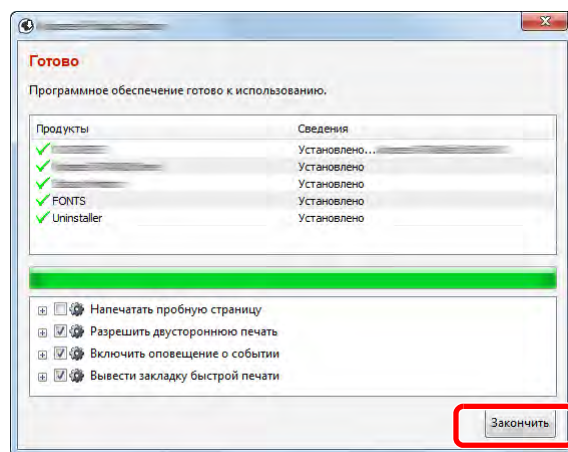 Готово
Программное обеспечение готово к использованию.
Продукты Сведения
Установлено...
Установлено
Установлено
FONTS Установлено
Uninstaller Установлено
Напечатать пробную страницу
Разрешить двустороннюю печать
Включить оповещение о событии
Вывести закладку быстрой печати
Закончить